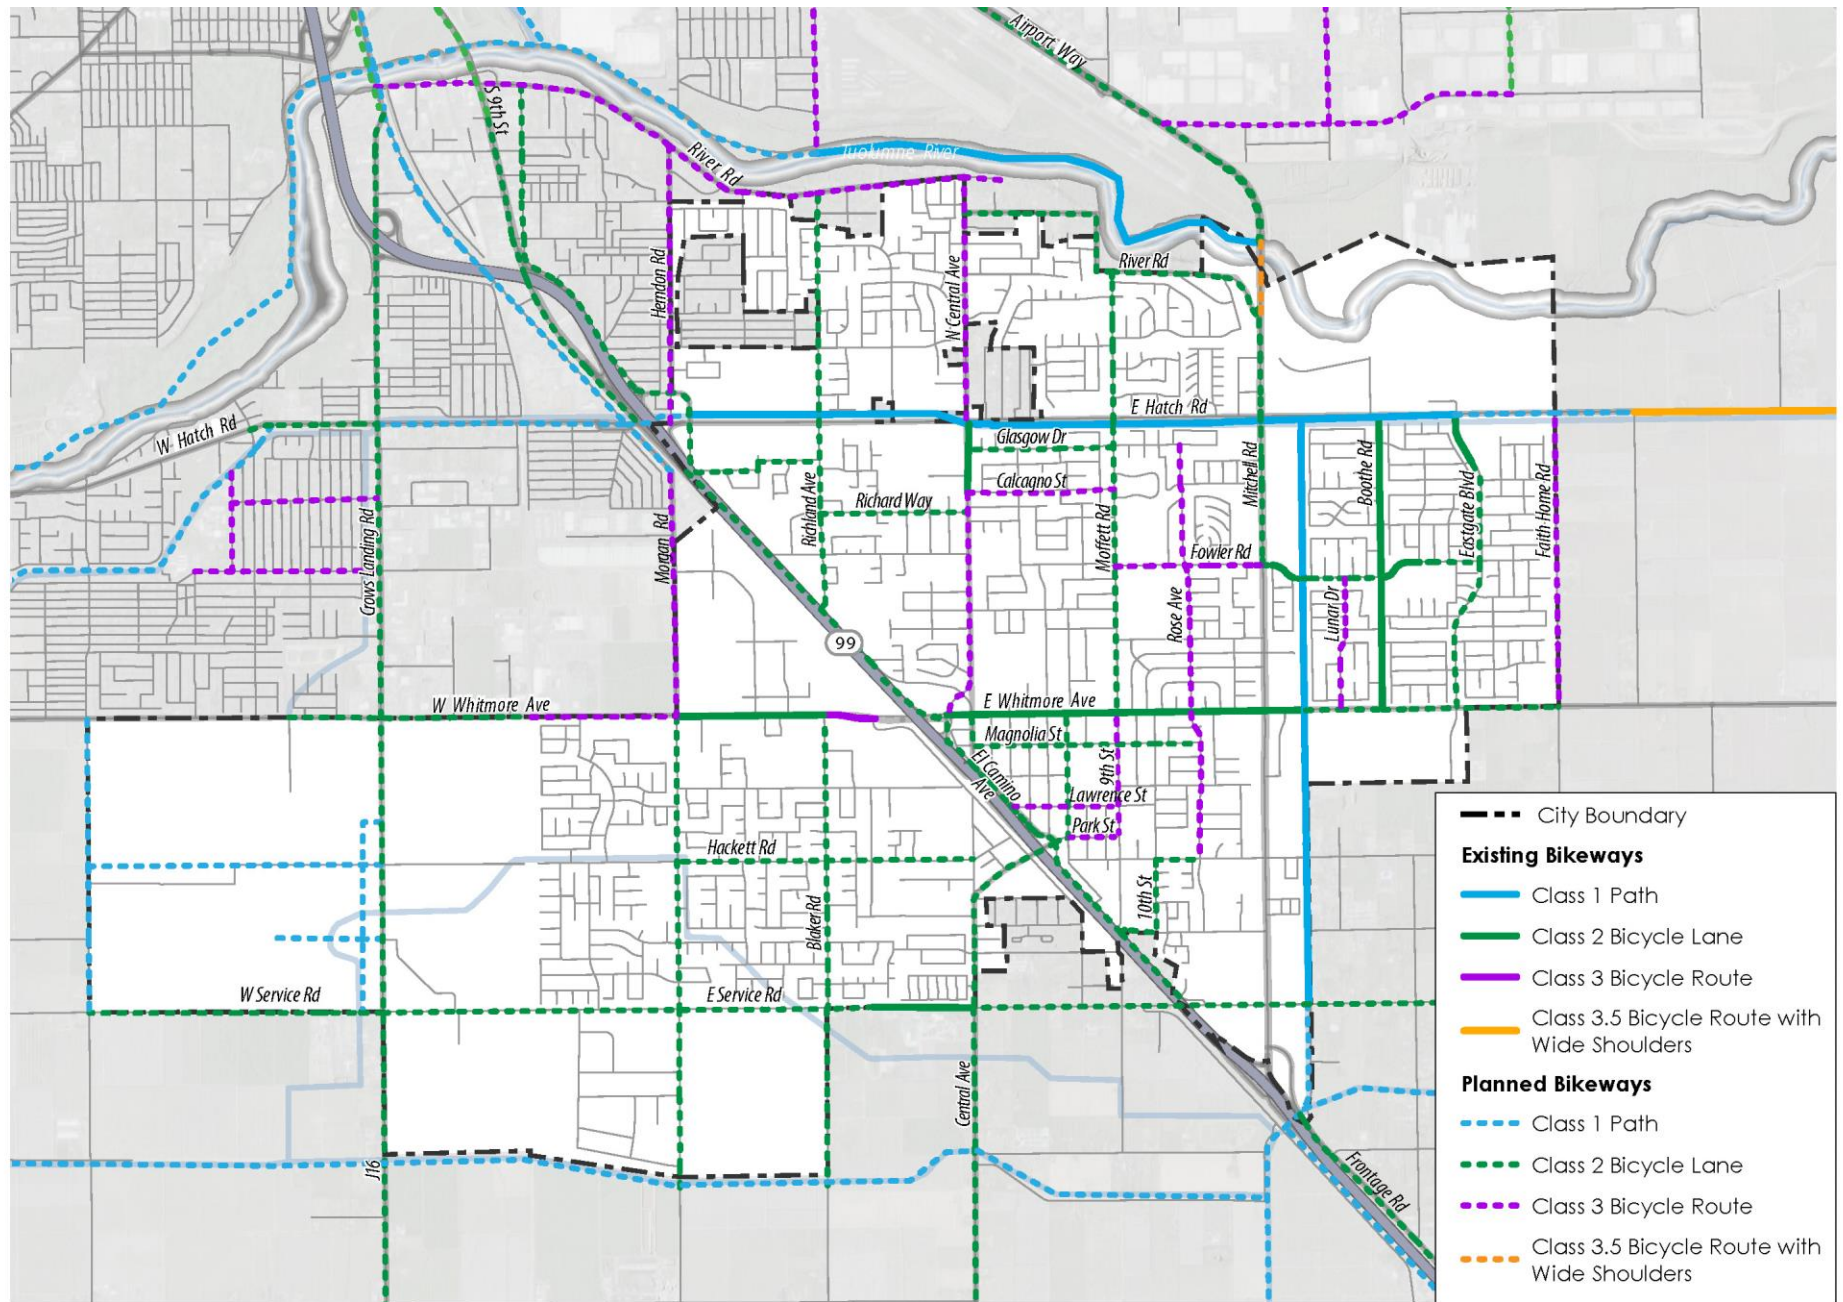 Airport Way
S 9th St
Tuolumne River
River Rd
Herndon Rd
N Central Ave
River Rd
E Hatch Rd
W Hatch Rd
Glasgow Dr
Calcagno St
Richland Ave
Richard Way
Mitchell Rd
Boothe Rd
Eastgate Blvd
Faith Home Rd
Crows Landing Rd
Morgan Rd
Moffett Rd
Fowler Rd
Rose Ave
Lunar Dr
99
W Whitmore Ave
E Whitmore Ave
Magnolia St
El Camino
Ave
9th St
Lawrence St
Park St
Hackett Rd
Blaker Rd
10th St
W Service Rd
E Service Rd
Central Ave
J16
Frontage Rd
City Boundary
Existing Bikeways
Class 1 Path
Class 2 Bicycle Lane
Class 3 Bicycle Route
Class 3.5 Bicycle Route with
Wide Shoulders
Planned Bikeways
Class 1 Path
Class 2 Bicycle Lane
Class 3 Bicycle Route
Class 3.5 Bicycle Route with
Wide Shoulders